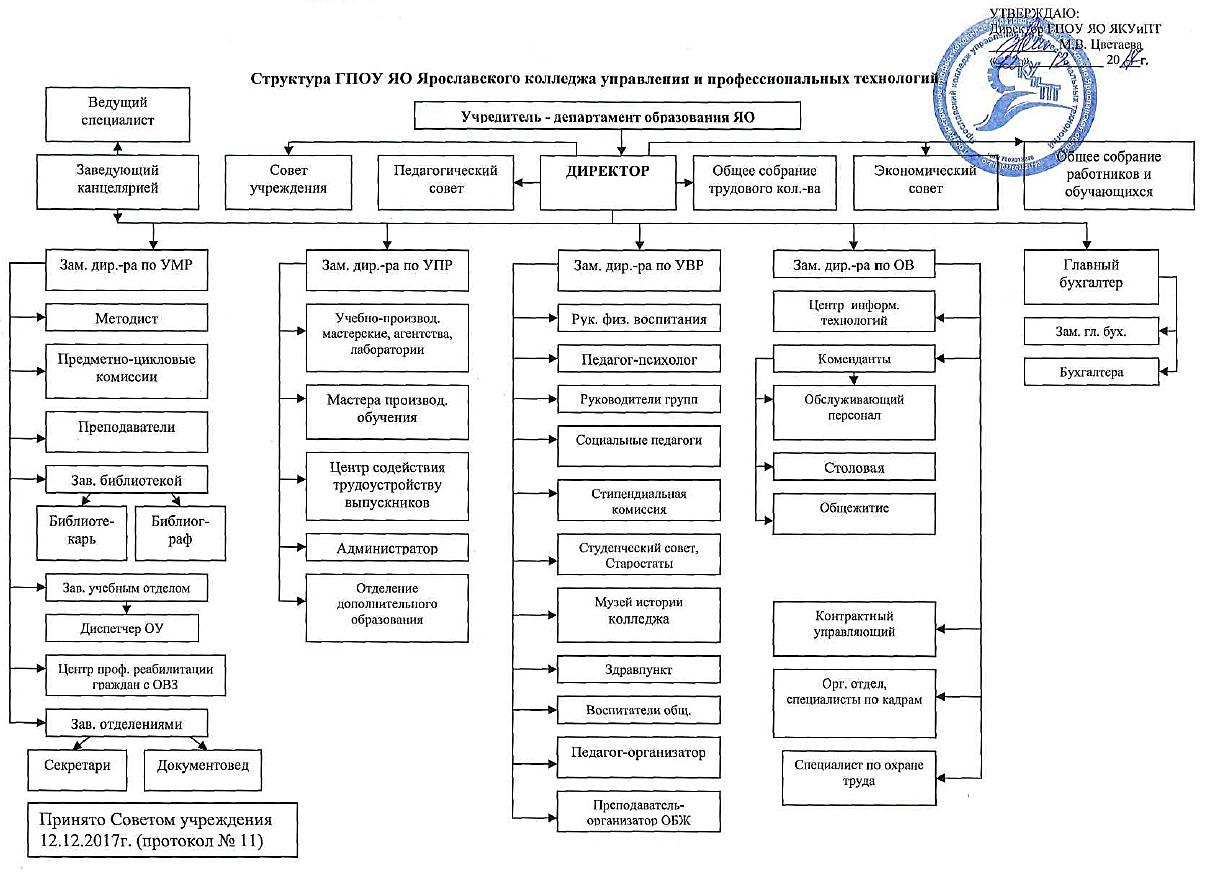 УТВЕРЖДАЮ:
Директор ГПОУ ЯО ЯКУиПТ
М.В. Цветаева
20 г.
Структура ГПОУ ЯО Ярославского колледжа управления и профессиональных технологий
Учредитель - департамент образования ЯО
Ведущий
специалист
Заведующий
канцелярией
Совет
учреждения
Педагогический
совет
ДИРЕКТОР
Общее собрание
трудового кол.-ва
Экономический
совет
Общее собрание
работников и
обучающихся
Зам. дир.-ра по УМР
Методист
Предметно-цикловые
комиссии
Преподаватели
Зав. библиотекой
Библиоте-
карь
Библиог-
раф
Зав. учебным отделом
Диспетчер ОУ
Центр проф. реабилитации
граждан с ОВЗ
Зав. отделениями
Секретари
Документовед
Зам. дир.-ра по УПР
Учебно-производ.
мастерские, агентства,
лаборатории
Мастера производ.
обучения
Центр содействия
трудоустройству
выпускников
Администратор
Отделение
дополнительного
образования
Зам. дир.-ра по УВР
Рук. физ. воспитания
Педагог-психолог
Руководители групп
Социальные педагоги
Стипендиальная
комиссия
Студенческий совет,
Старостаты
Музей истории
колледжа
Здравпункт
Воспитатели общ.
Педагог-организатор
Преподаватель-
организатор ОБЖ
Зам. дир.-ра по ОВ
Центр информ.
технологий
Коменданты
Обслуживающий
персонал
Столовая
Общежитие
Контрактный
управляющий
Орг. отдел,
специалисты по кадрам
Специалист по охране
труда
Главный
бухгалтер
Зам. гл. бух.
Бухгалтера
Принято Советом учреждения
12.12.2017г. (протокол № 11)